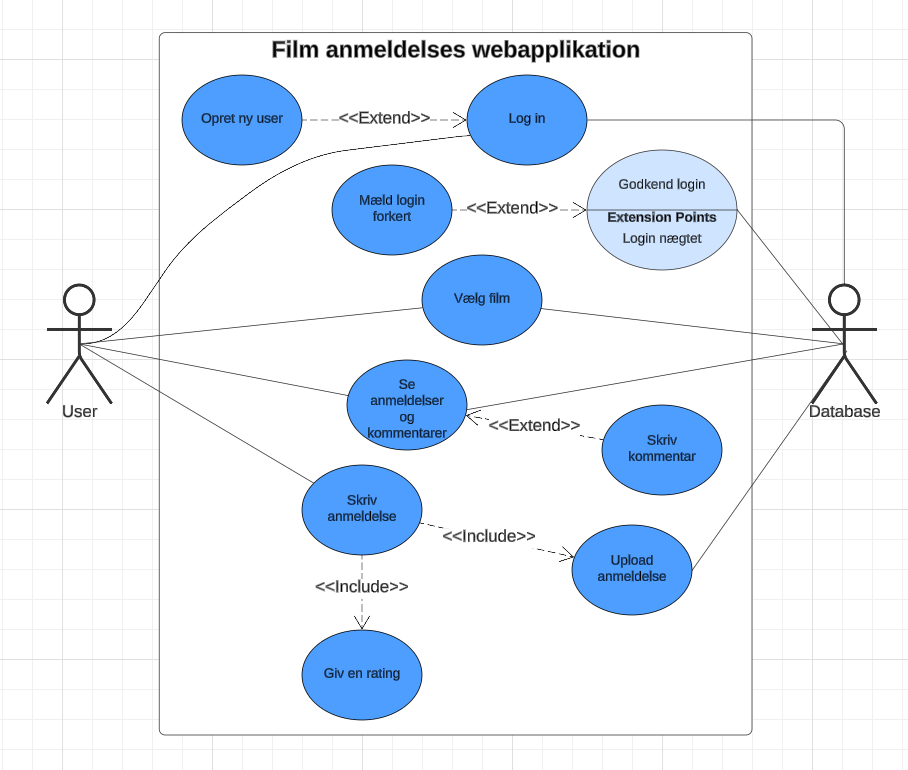 Film anmeldelses webapplikation
Opret ny user
<<Extend>>
Log in
Mæld login
forkert
<<Extend>>
Godkend login
Extension Points
Login nægtet
Vælg film
User
Database
Se
anmeldelser
og
kommentarer
<<Extend>>
Skriv
kommentar
Skriv
anmeldelse
<<Include>>
Upload
anmeldelse
<<Include>>
Giv en rating